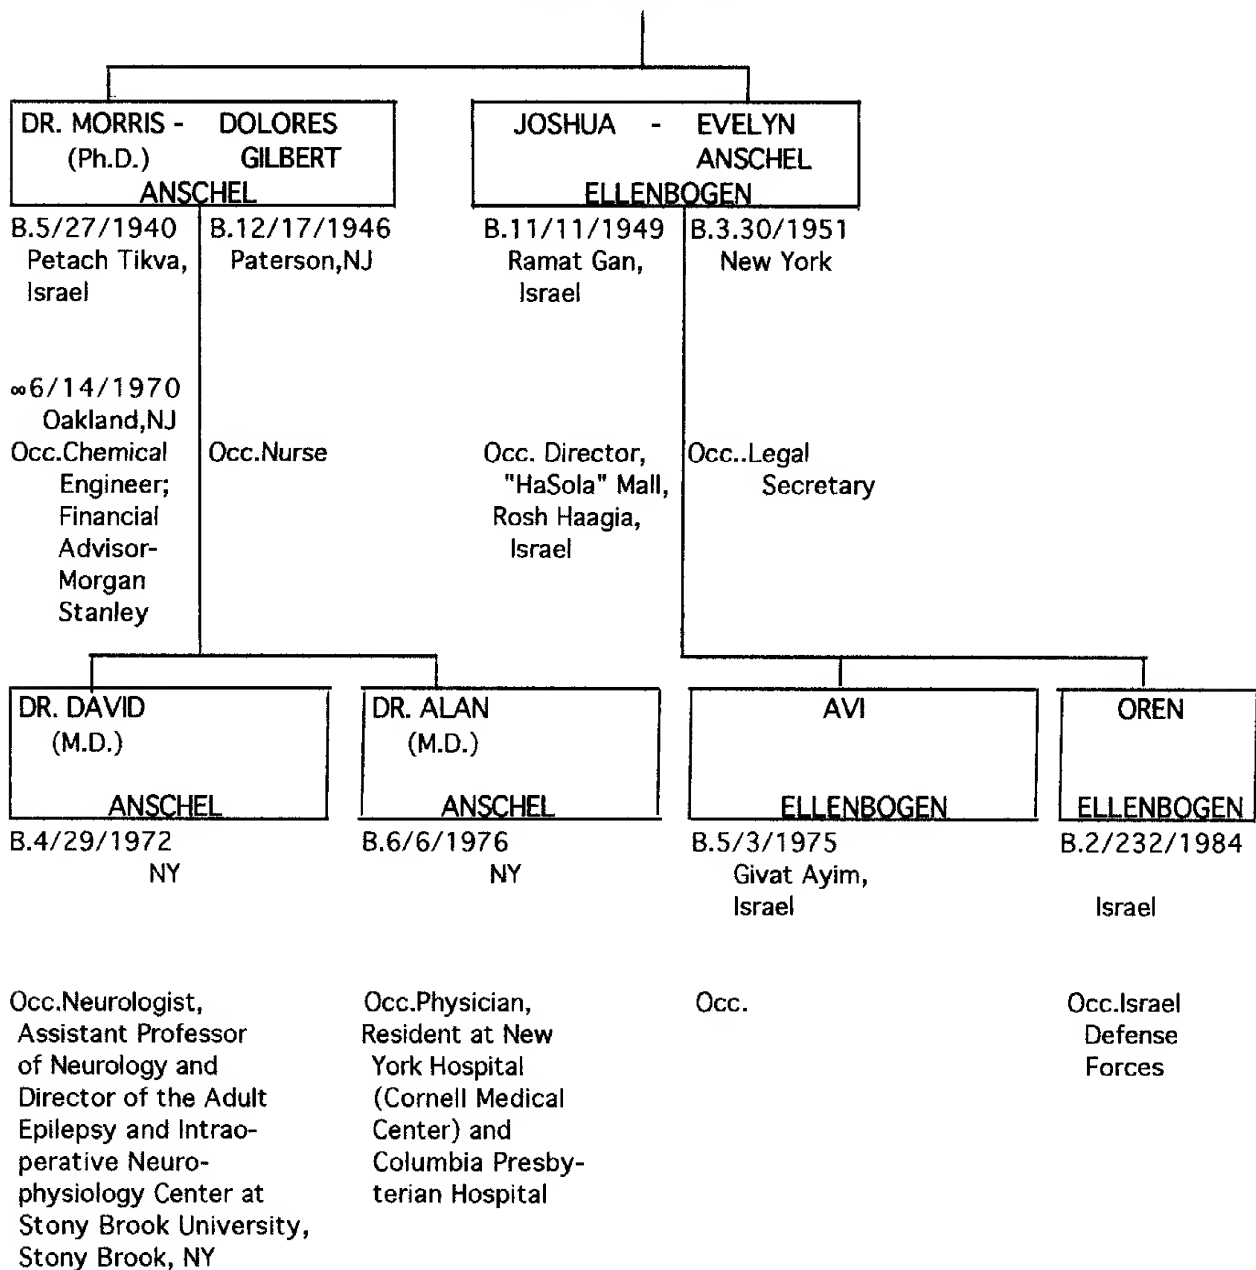 DR. MORRIS - DOLORES
(Ph.D.) GILBERT
ANSCHEL
B.5/27/1940 B.12/17/1946
Petach Tikva, Paterson,NJ
Israel
∞6/14/1970
Oakland,NJ
Occ.Chemical Occ.Nurse
Engineer;
Financial
Advisor-
Morgan
Stanley
JOSHUA - EVELYN
ANSCHEL
ELLENBOGEN
B.11/11/1949 B.3.30/1951
Ramat Gan, New York
Israel
Occ. Director, Occ..Legal
"HaSola" Mall, Secretary
Rosh Haagia,
Israel
DR. DAVID
(M.D.)
ANSCHEL
B.4/29/1972
NY
Occ.Neurologist,
Assistant Professor
of Neurology and
Director of the Adult
Epilepsy and Intrao-
perative Neuro-
physiology Center at
Stony Brook University,
Stony Brook, NY
DR. ALAN
(M.D.)
ANSCHEL
B.6/6/1976
NY
Occ.Physician,
Resident at New
York Hospital
(Cornell Medical
Center) and
Columbia Presby-
terian Hospital
AVI
ELLENBOGEN
B.5/3/1975
Givat Ayim,
Israel
Occ.
OREN
ELLENBOGEN
B.2/232/1984
Israel
Occ.Israel
Defense
Forces